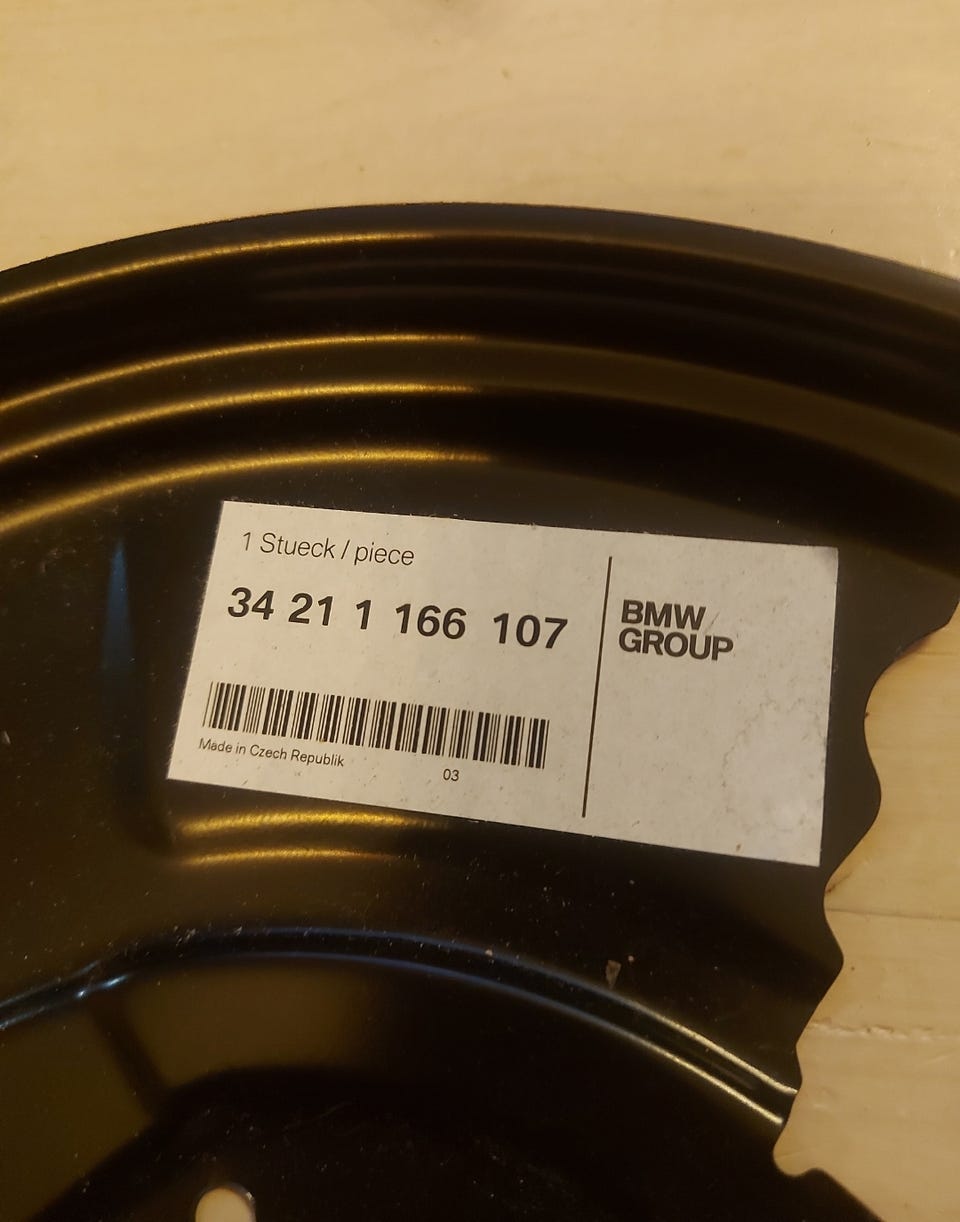 1 Stueck / piece
34 21 1 166 107
BMW
GROUP
Made in Czech Republik
03